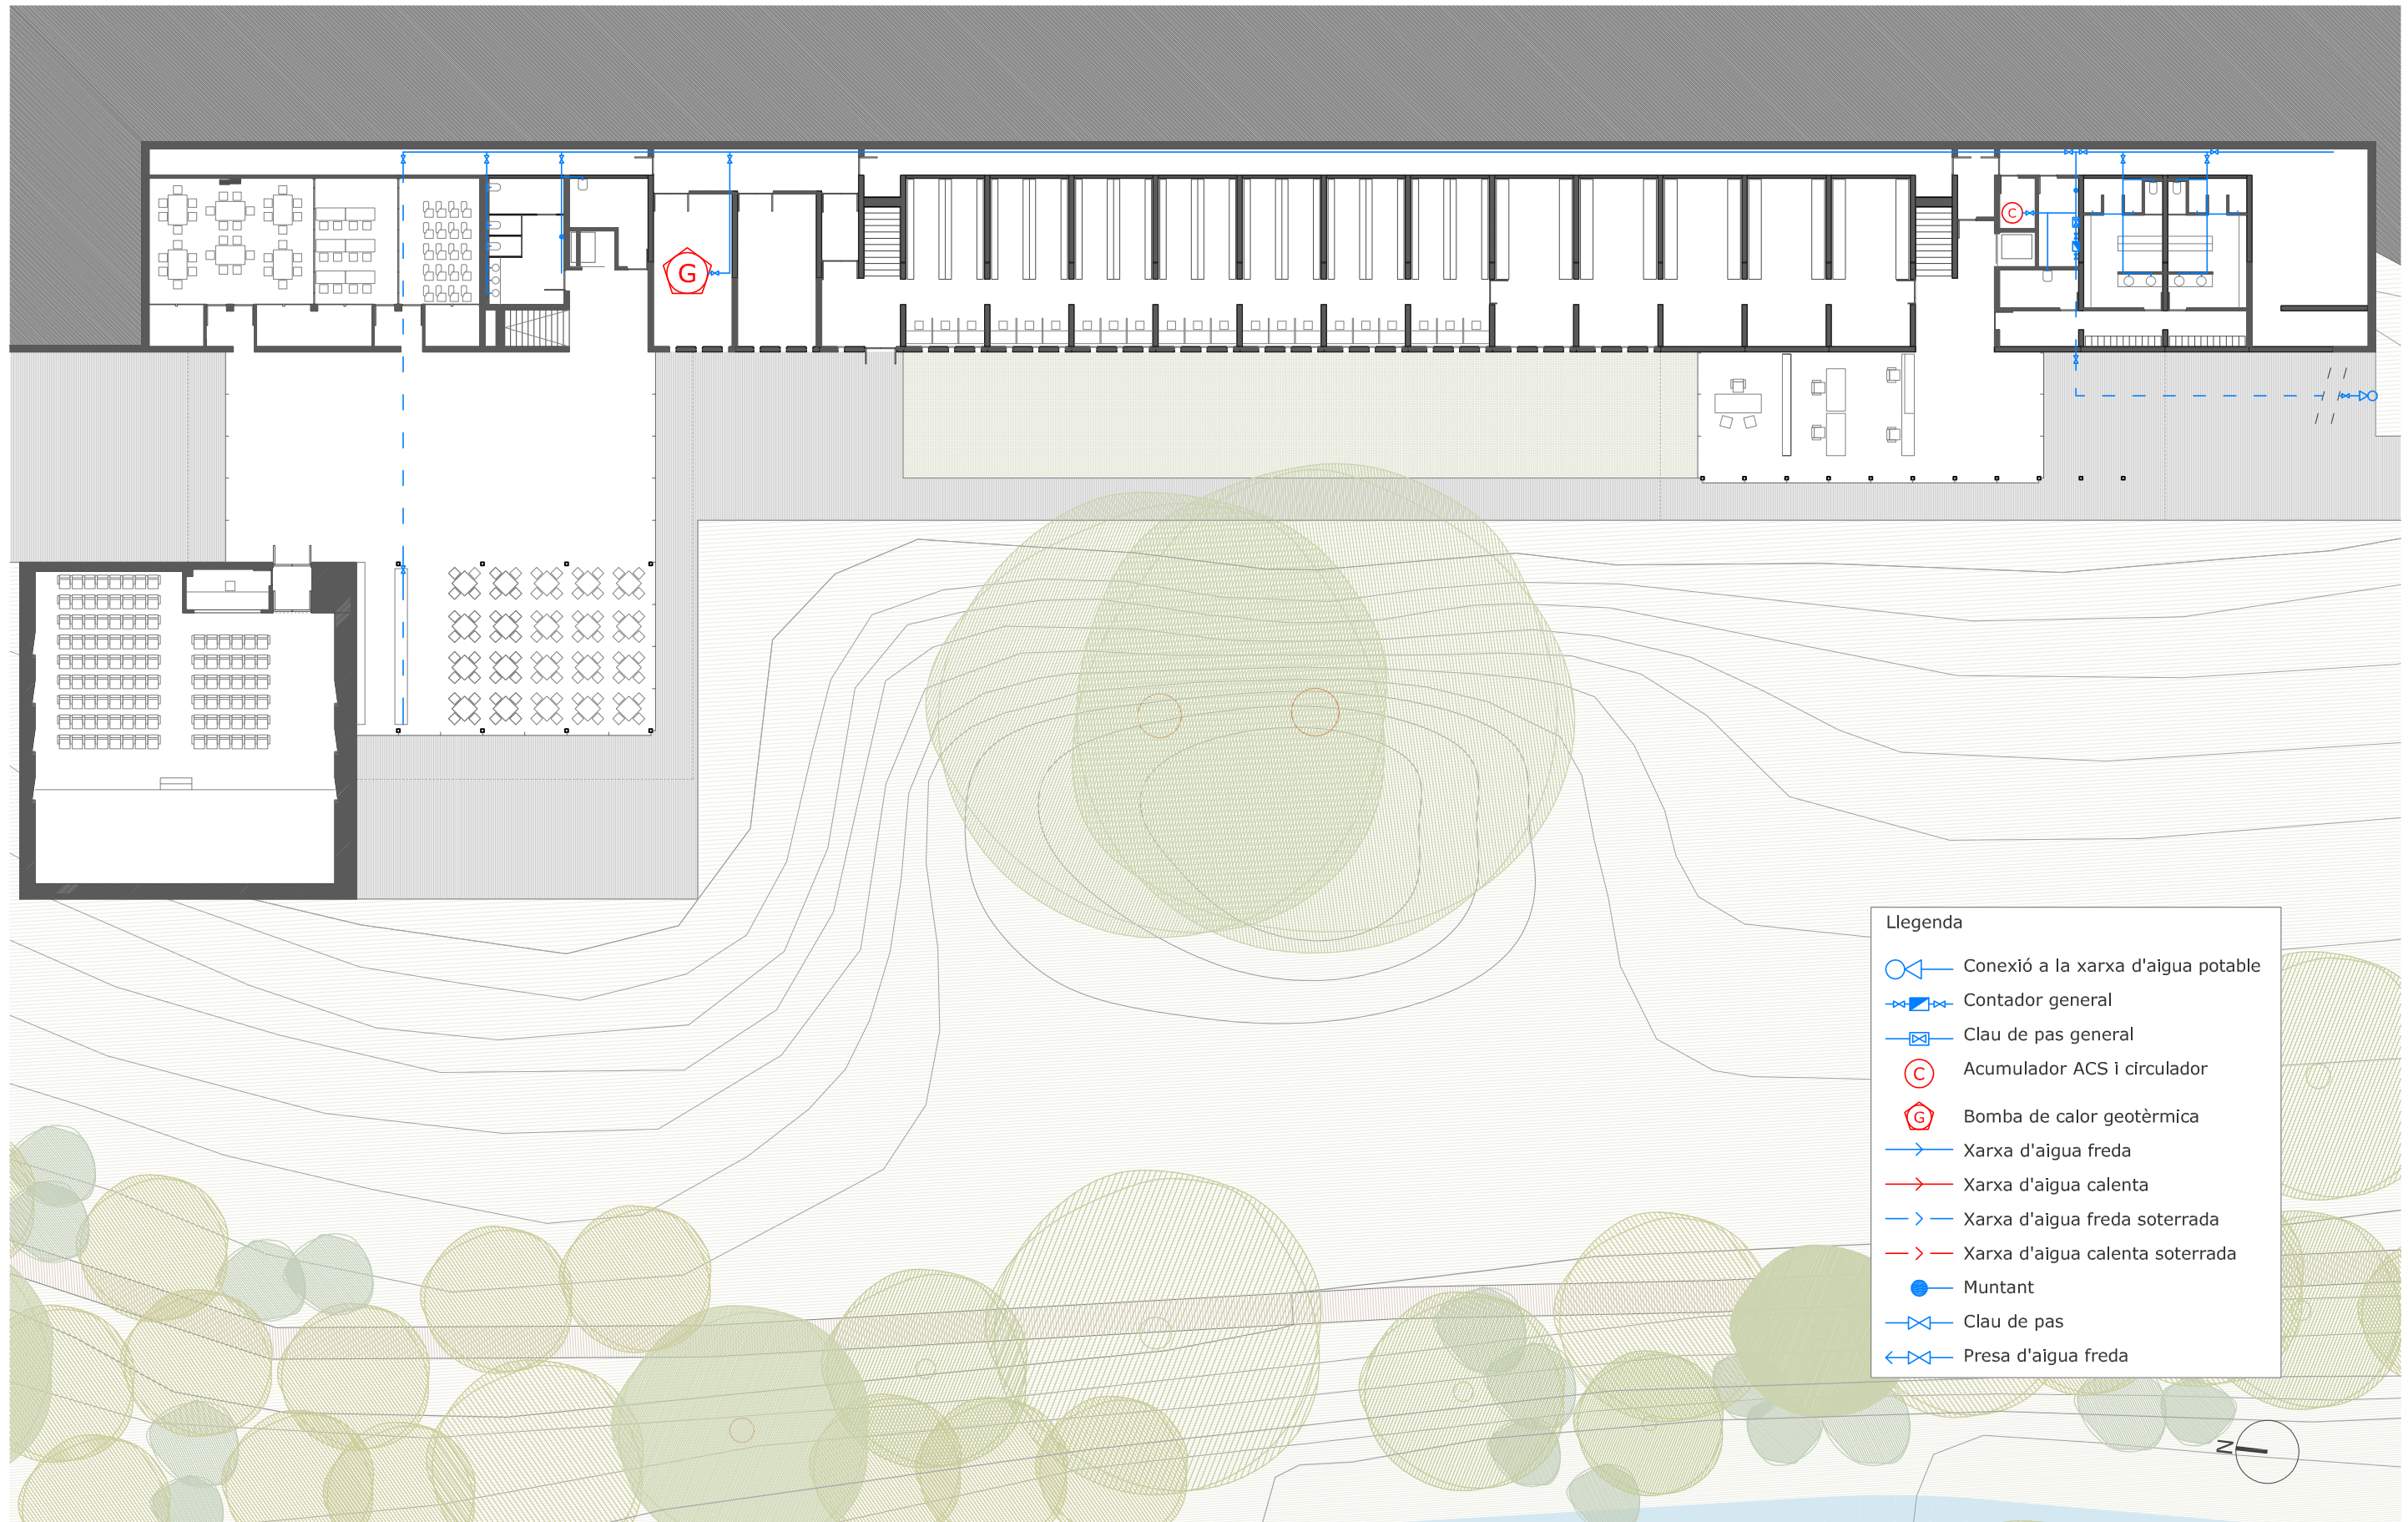 G
C
Llegenda
Conexió a la xarxa d'aigua potable
Contador general
Clau de pas general
C Acumulador ACS i circulador
G Bomba de calor geotèrmica
Xarxa d'aigua freda
Xarxa d'aigua calenta
Xarxa d'aigua freda soterrada
Xarxa d'aigua calenta soterrada
Muntant
Clau de pas
Presa d'aigua freda
N